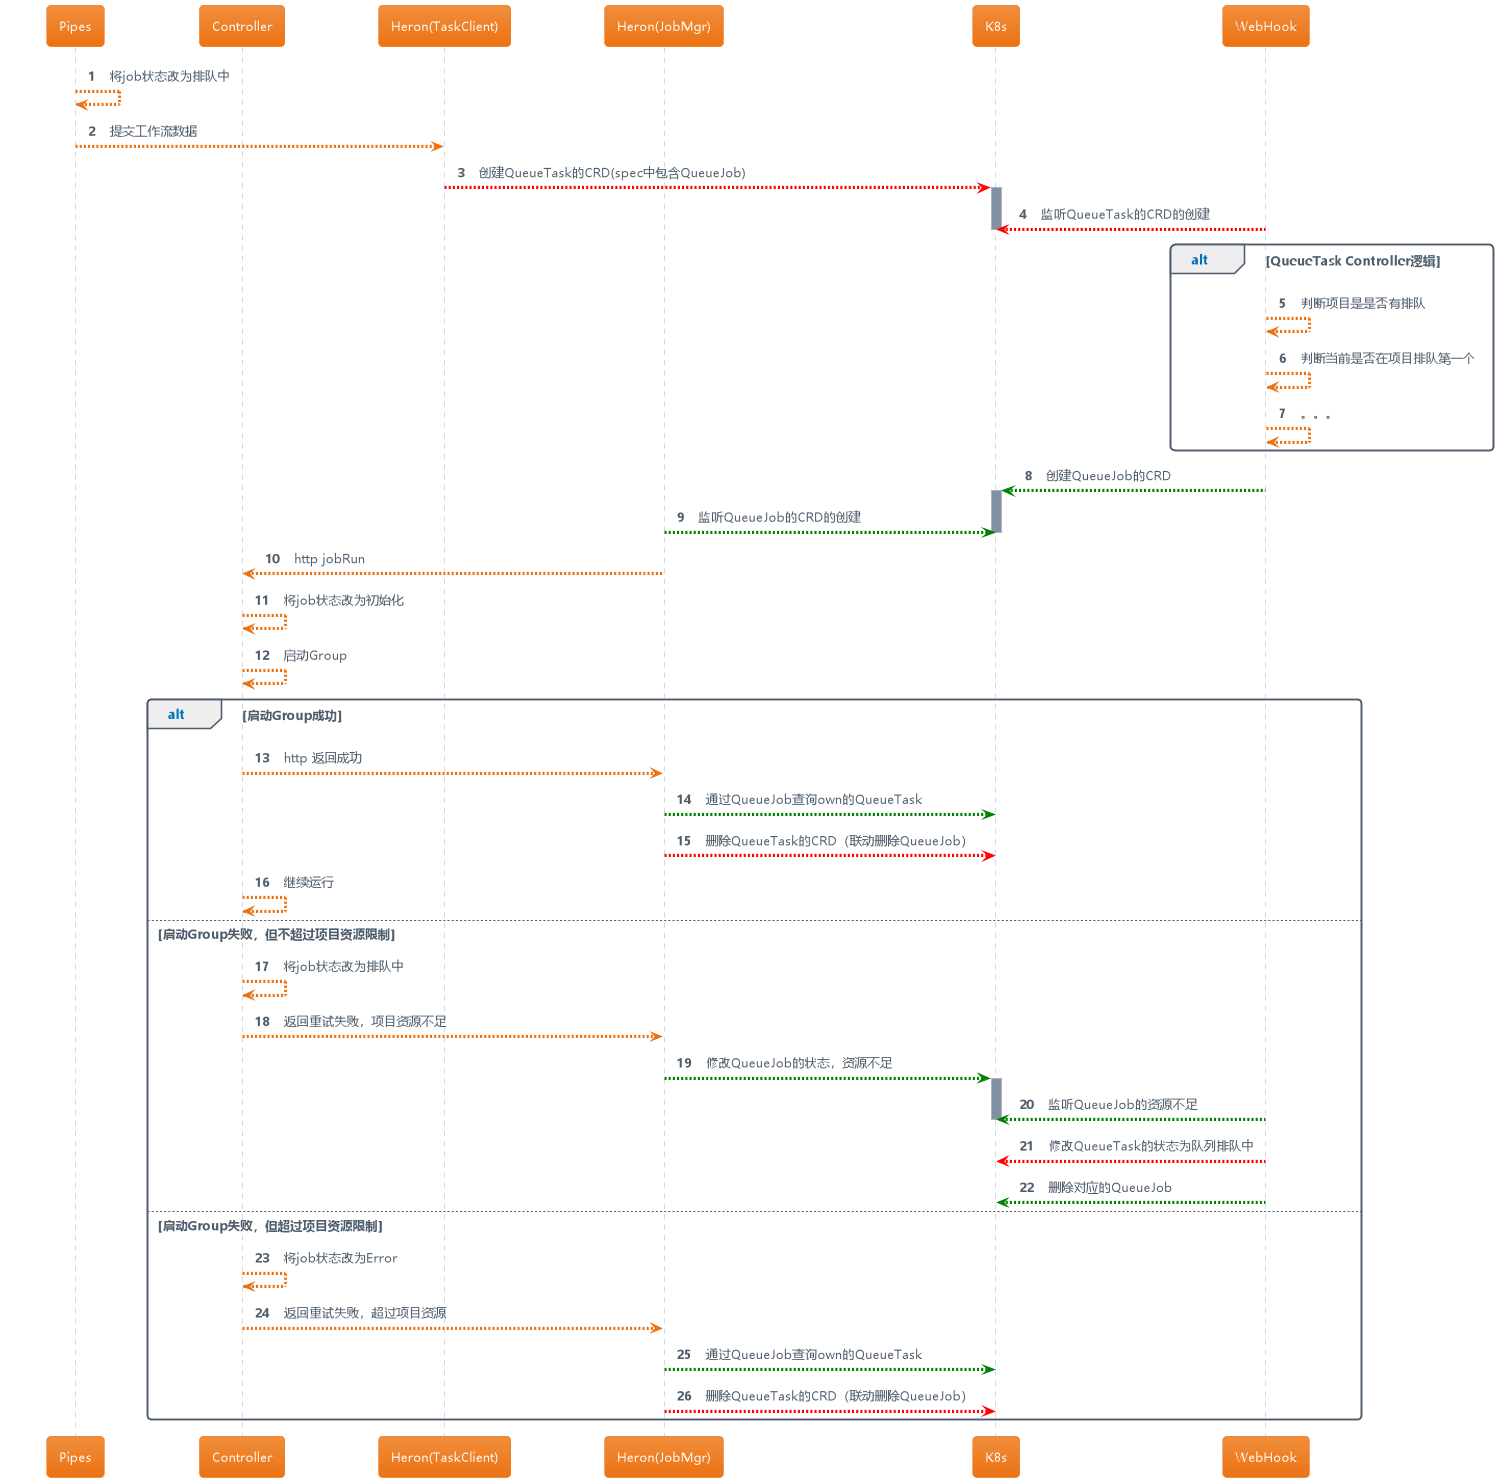 Pipes Controller Heron(TaskClient) Heron(JobMgr) K8s WebHook
1 将job状态改为排队中
2 提交工作流数据
3 创建QueueTask的CRD(spec中包含QueueJob)
4 监听QueueTask的CRD的创建
alt [QueueTask Controller逻辑]
5 判断项目是是否有排队
6 判断当前是否在项目排队第一个
7 。。。
8 创建QueueJob的CRD
9 监听QueueJob的CRD的创建
10 http jobRun
11 将job状态改为初始化
12 启动Group
alt [启动Group成功]
13 http 返回成功
14 通过QueueJob查询own的QueueTask
15 删除QueueTask的CRD（联动删除QueueJob）
16 继续运行
[启动Group失败，但不超过项目资源限制]
17 将job状态改为排队中
18 返回重试失败，项目资源不足
19 修改QueueJob的状态，资源不足
20 监听QueueJob的资源不足
21 修改QueueTask的状态为队列排队中
22 删除对应的QueueJob
[启动Group失败，但超过项目资源限制]
23 将job状态改为Error
24 返回重试失败，超过项目资源
25 通过QueueJob查询own的QueueTask
26 删除QueueTask的CRD（联动删除QueueJob）
Pipes Controller Heron(TaskClient) Heron(JobMgr) K8s WebHook